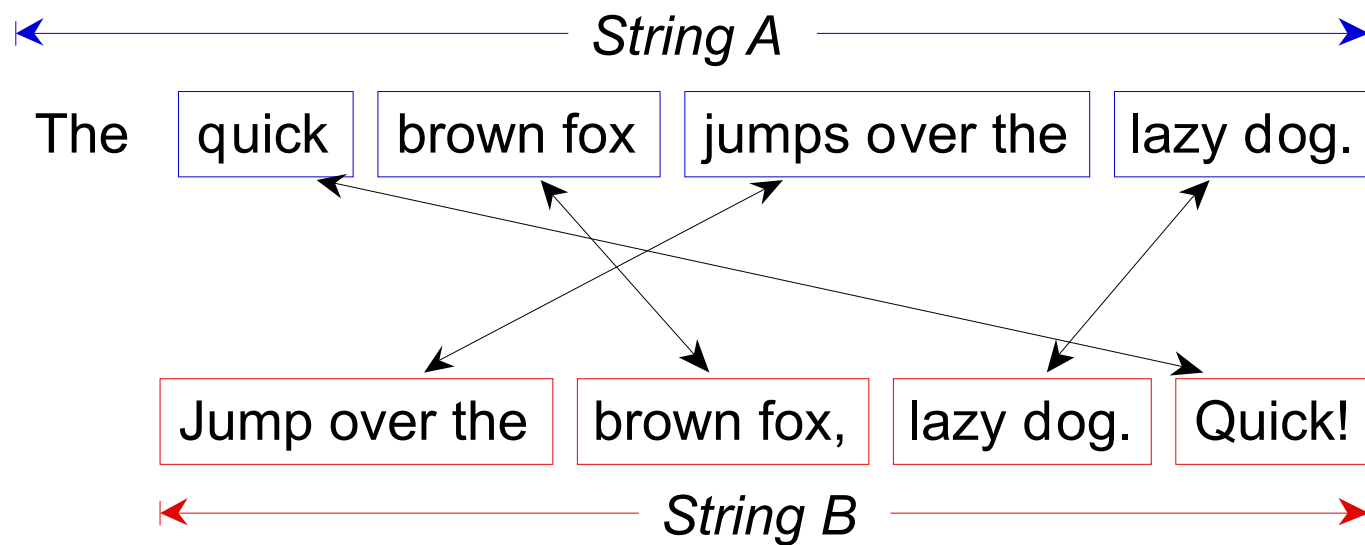 String A
The quick brown fox jumps over the lazy dog.
Jump over the brown fox, lazy dog. Quick!
String B